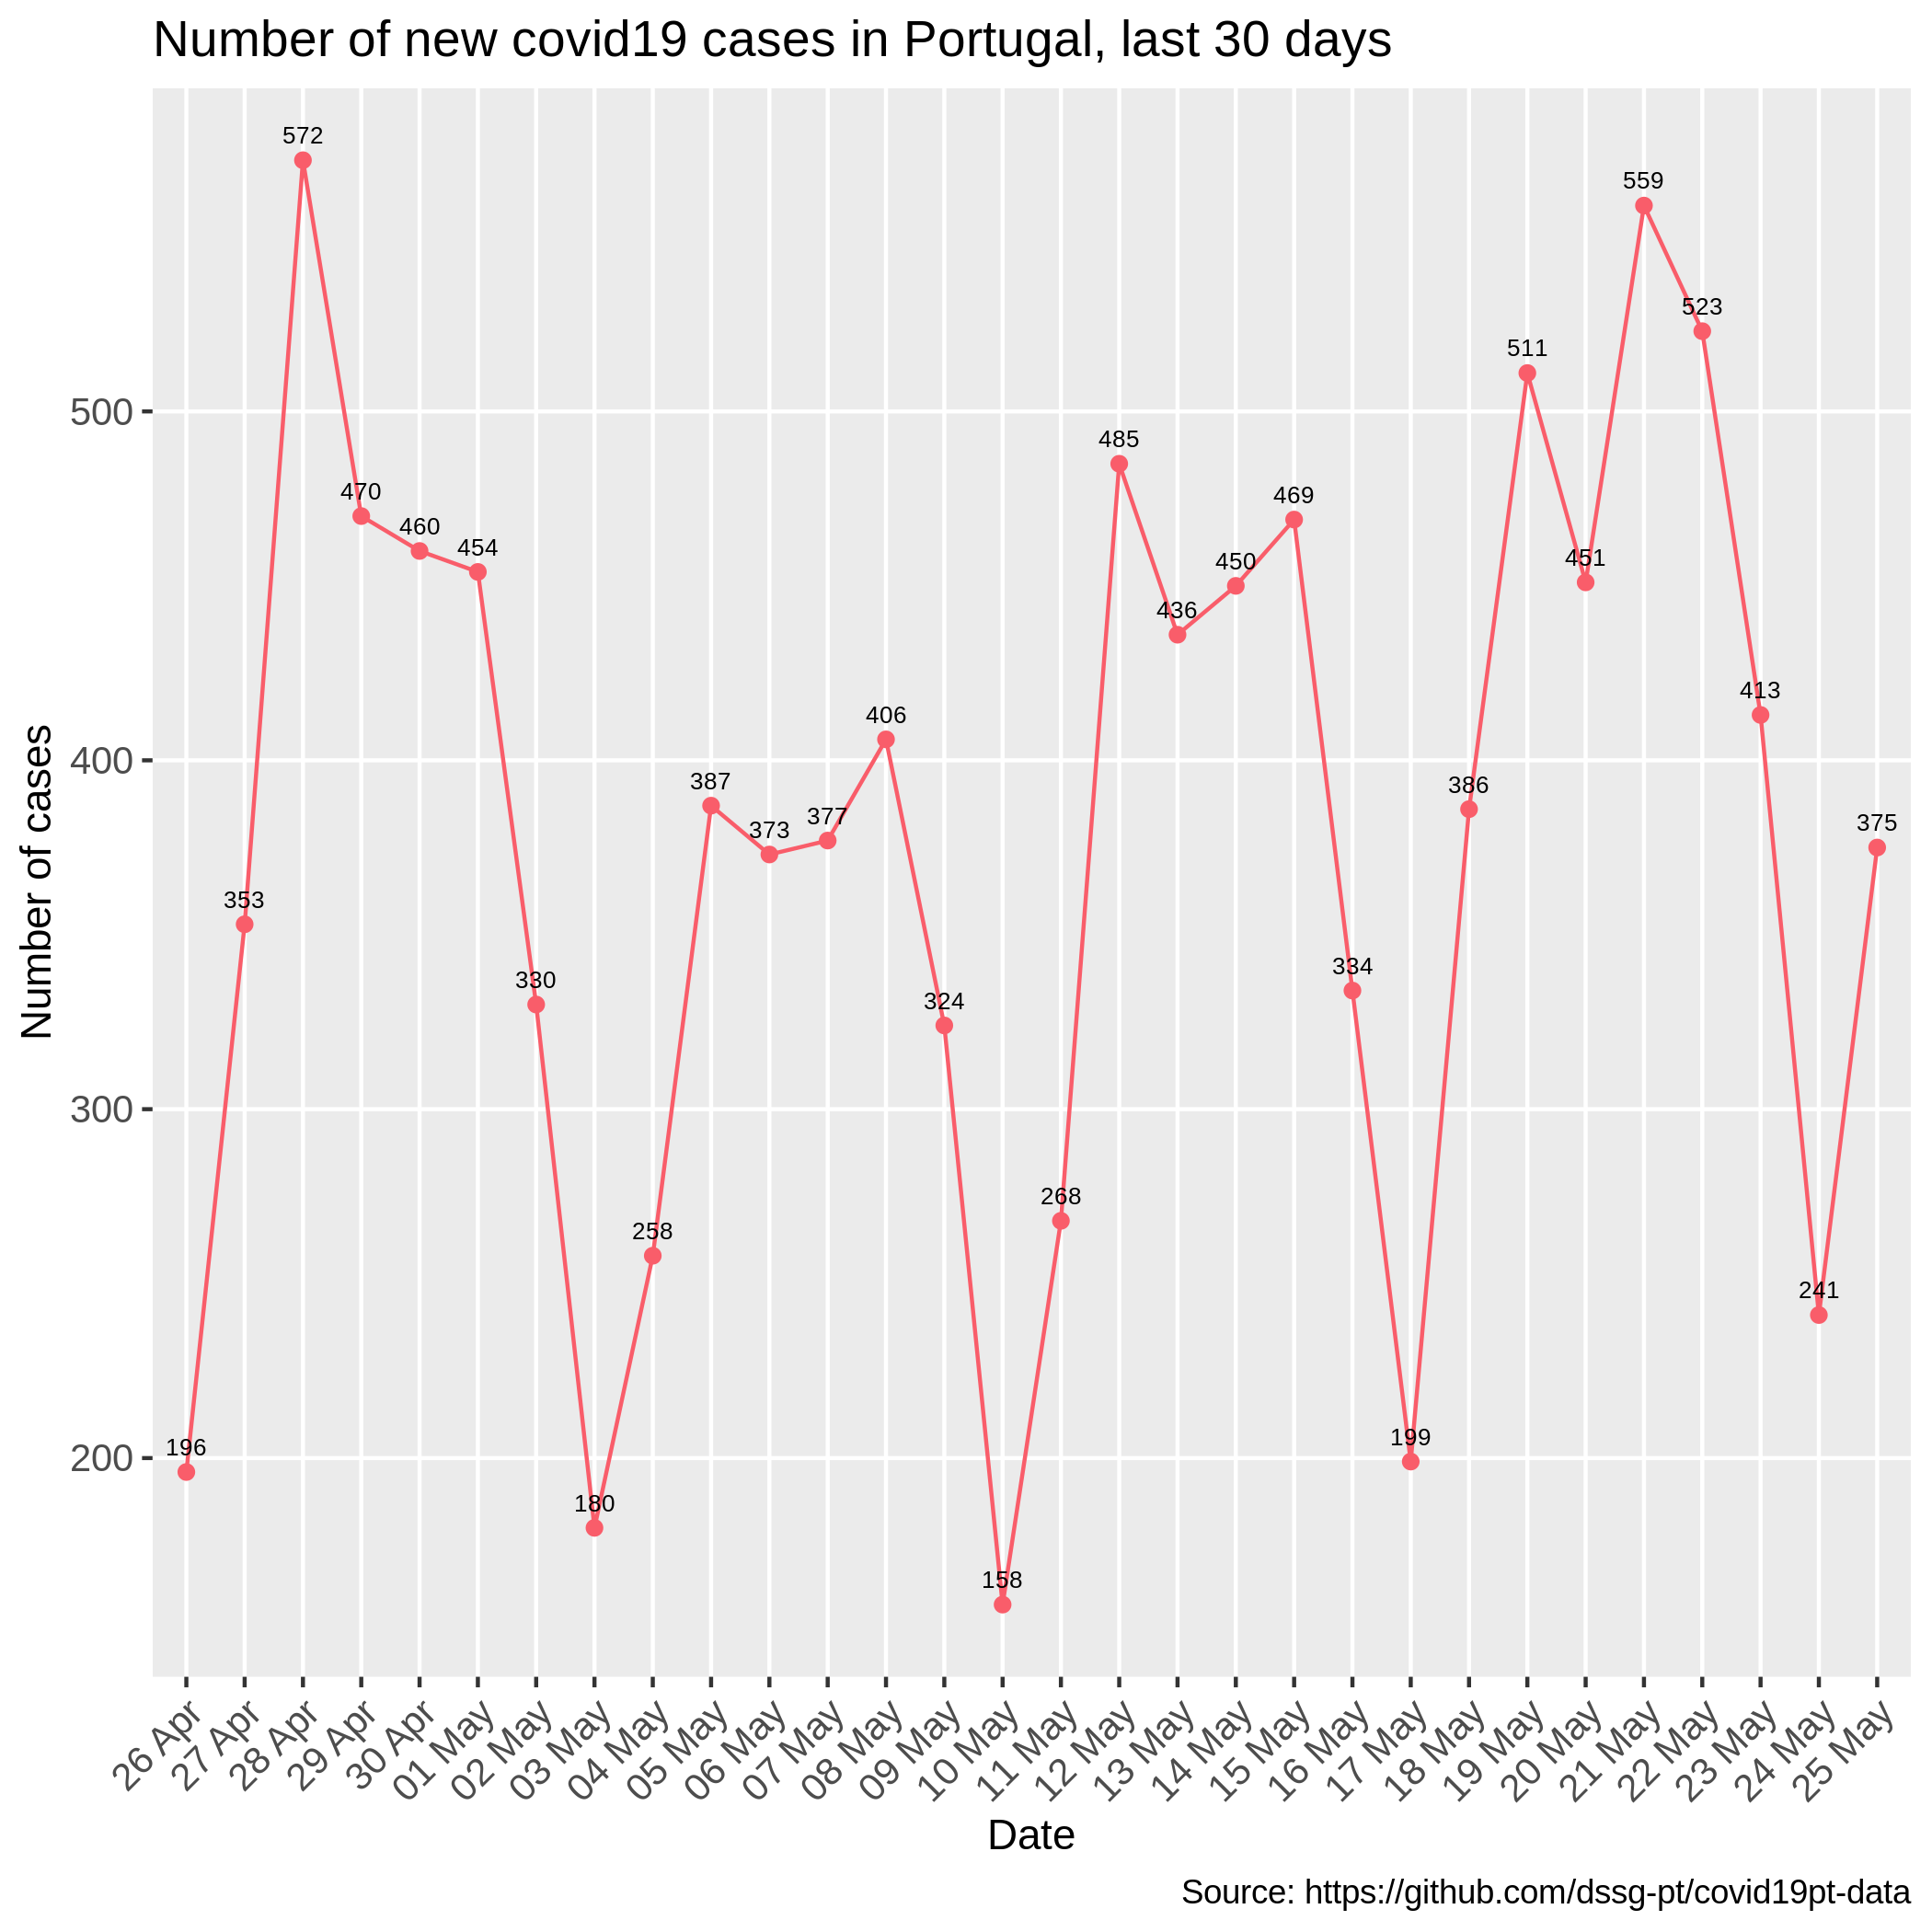 Number of new covid19 cases in Portugal, last 30 days
572
559
523
511
500
485
470
469
460
454
451
450
436
413
406
400
387
386
377
375
373
353
334
330
324
300
268
258
241
200
199
196
180
158
Number of cases
26 Apr
27 Apr
28 Apr
29 Apr
30 Apr
01 May
02 May
03 May
04 May
05 May
06 May
07 May
08 May
09 May
10 May
11 May
12 May
13 May
14 May
15 May
16 May
17 May
18 May
19 May
20 May
21 May
22 May
23 May
24 May
25 May
Date
Source: https://github.com/dssg-pt/covid19pt-data